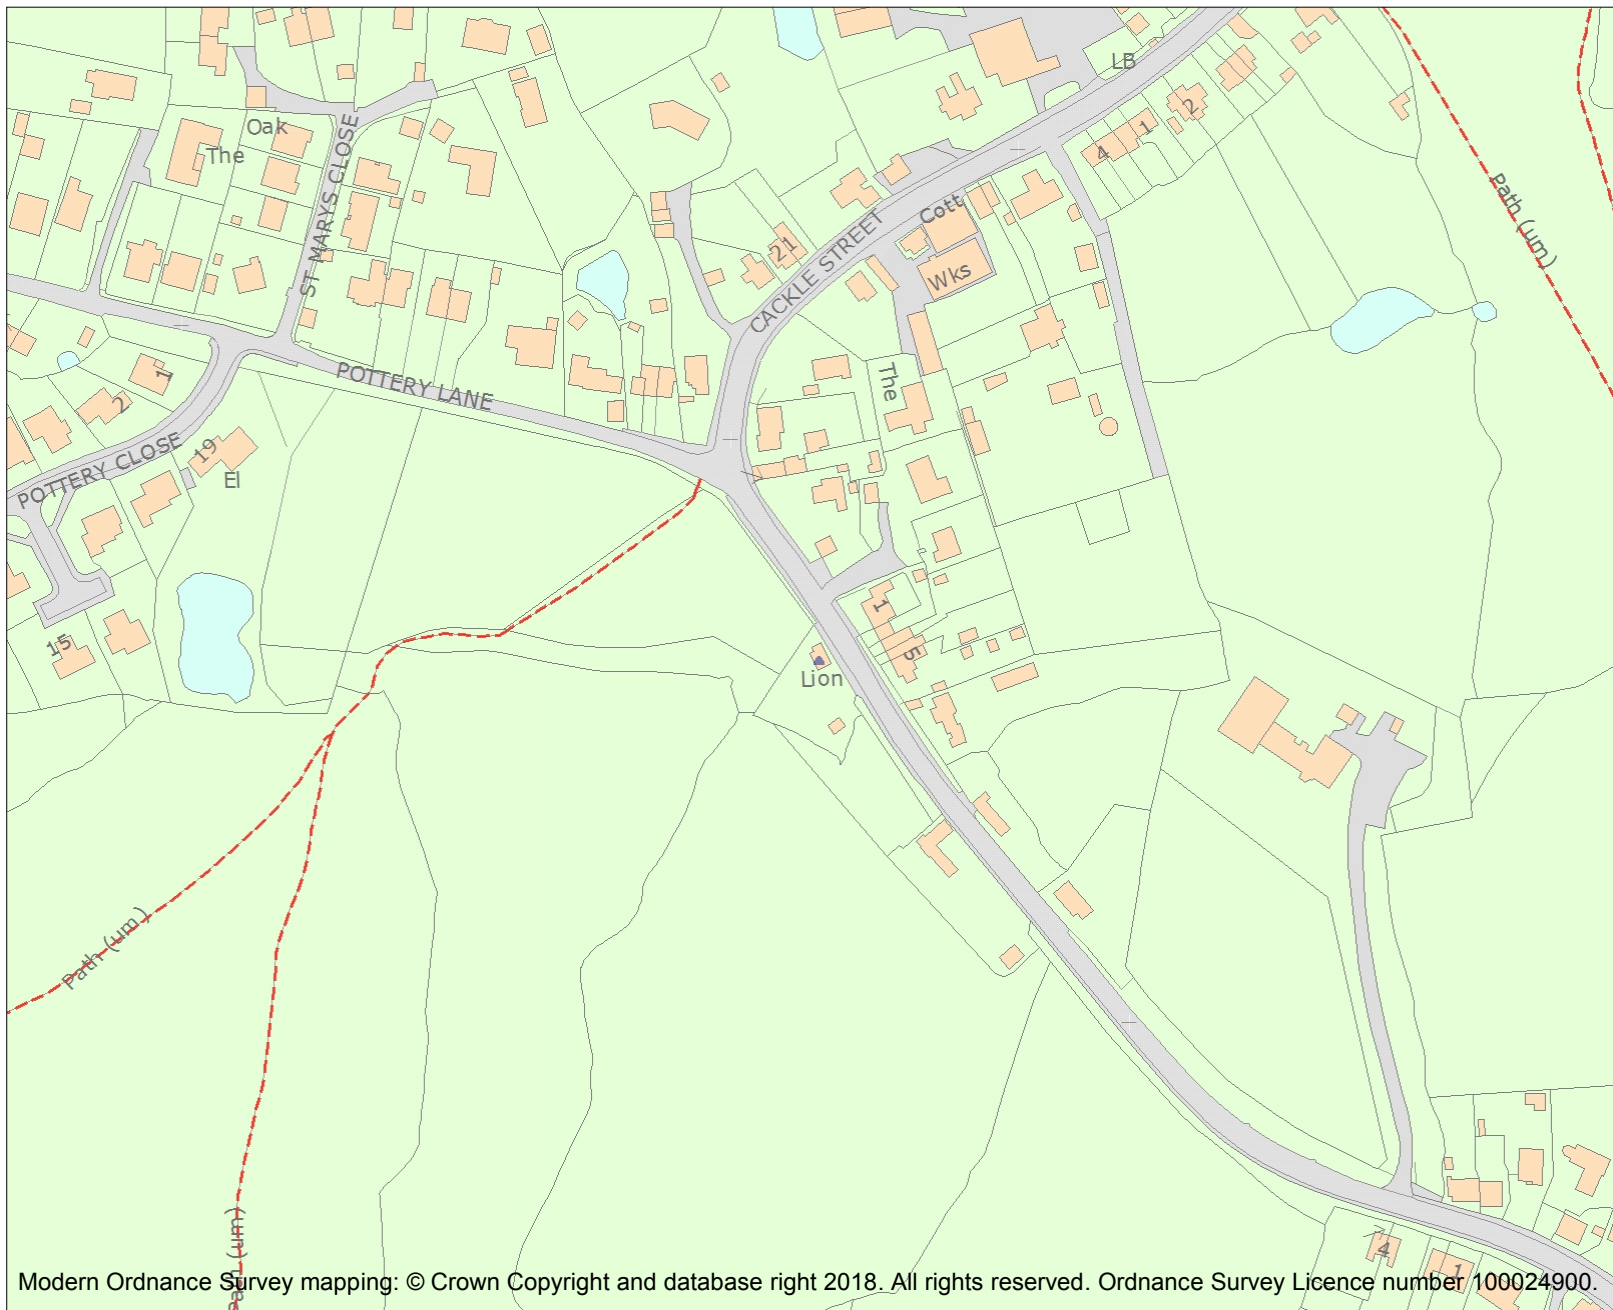 LB
Oak
The
ST MARYS CLOSE
2
1
4
Path (um)
Cott
CACKLE STREET
21
Wks
POTTERY LANE
The
1
2
POTTERY CLOSE
19
El
1
5
15
Lion
Path (um)
(um)
4
1
Modern Ordnance Survey mapping: © Crown Copyright and database right 2018. All rights reserved. Ordnance Survey Licence number 100024900.